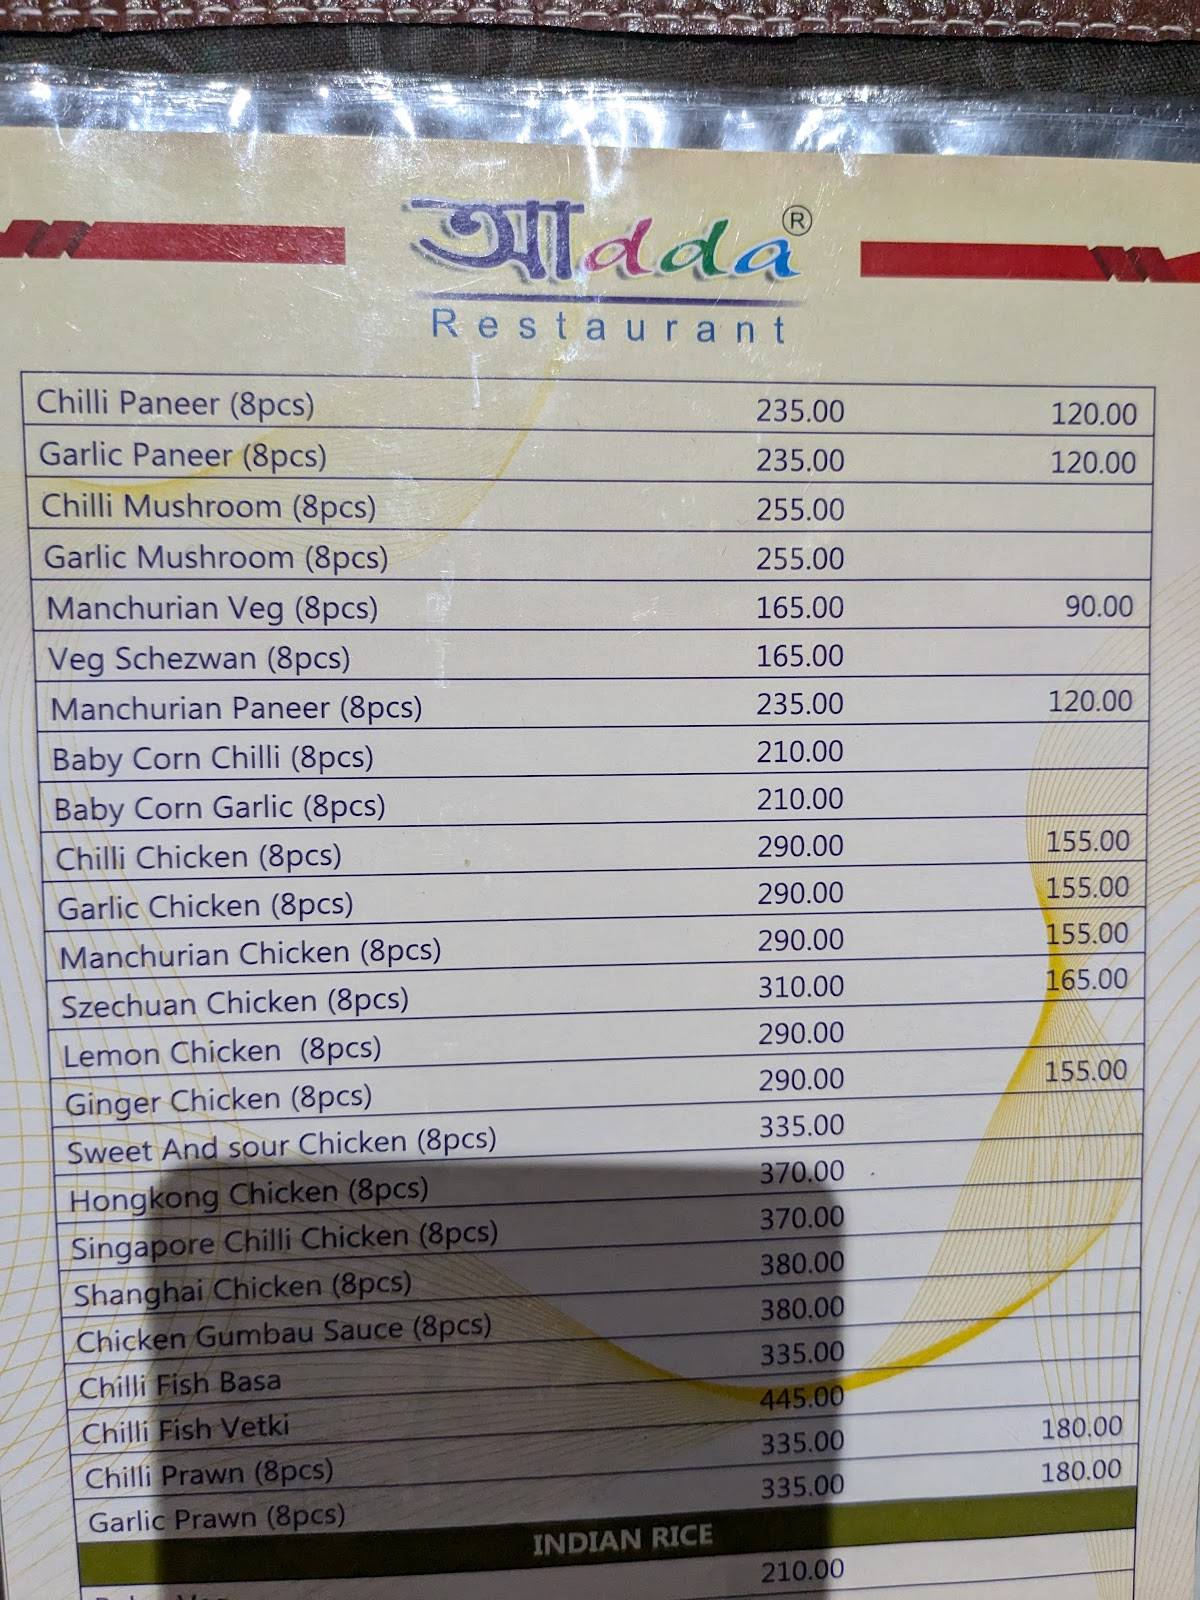 আdda ®
Restaurant
Chilli Paneer (8pcs) 235.00 120.00
Garlic Paneer (8pcs) 235.00 120.00
Chilli Mushroom (8pcs) 255.00
Garlic Mushroom (8pcs) 255.00
Manchurian Veg (8pcs) 165.00 90.00
Veg Schezwan (8pcs) 165.00
Manchurian Paneer (8pcs) 235.00 120.00
Baby Corn Chilli (8pcs) 210.00
Baby Corn Garlic (8pcs) 210.00
Chilli Chicken (8pcs) 290.00 155.00
Garlic Chicken (8pcs) 290.00 155.00
Manchurian Chicken (8pcs) 290.00 155.00
Szechuan Chicken (8pcs) 310.00 165.00
Lemon Chicken (8pcs) 290.00
Ginger Chicken (8pcs) 290.00 155.00
Sweet And sour Chicken (8pcs) 335.00
Hongkong Chicken (8pcs) 370.00
Singapore Chilli Chicken (8pcs) 370.00
Shanghai Chicken (8pcs) 380.00
Chicken Gumbau Sauce (8pcs) 380.00
Chilli Fish Basa 335.00
Chilli Fish Vetki 445.00
Chilli Prawn (8pcs) 335.00 180.00
Garlic Prawn (8pcs) 335.00 180.00
INDIAN RICE
210.00